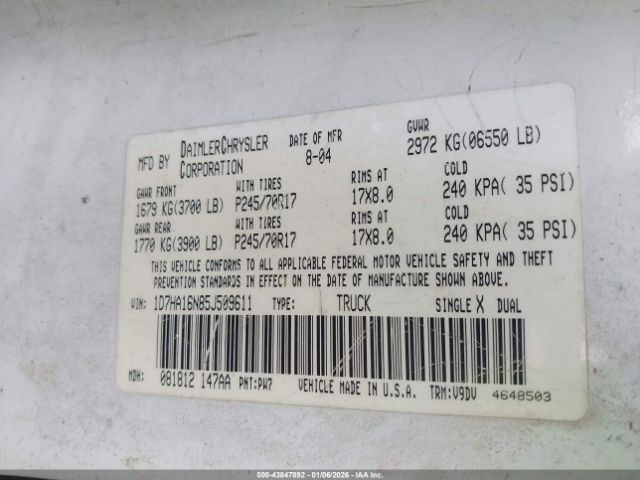 MFD BY DAIMLERCHRYSLER CORPORATION DATE OF MFR 8-04 GVWR 2972 KG(06550 LB)
GAWR FRONT WITH TIRES RIMS AT COLD
1679 KG(3700 LB) P245/70R17 17X8.0 240 KPA( 35 PSI)
GAWR REAR WITH TIRES RIMS AT COLD
1770 KG(3900 LB) P245/70R17 17X8.0 240 KPA( 35 PSI)
THIS VEHICLE CONFORMS TO ALL APPLICABLE FEDERAL MOTOR VEHICLE SAFETY AND THEFT
PREVENTION STANDARDS IN EFFECT ON THE DATE OF MANUFACTURE SHOWN ABOVE.
VIN: 1D7HA16N85J509611 TYPE: TRUCK SINGLE X DUAL
MDH: 081812 147AA PNT:PW7 VEHICLE MADE IN U.S.A. TRM:V9DV 4648503
000-43847892 - 01/06/2026 - IAAI.COM